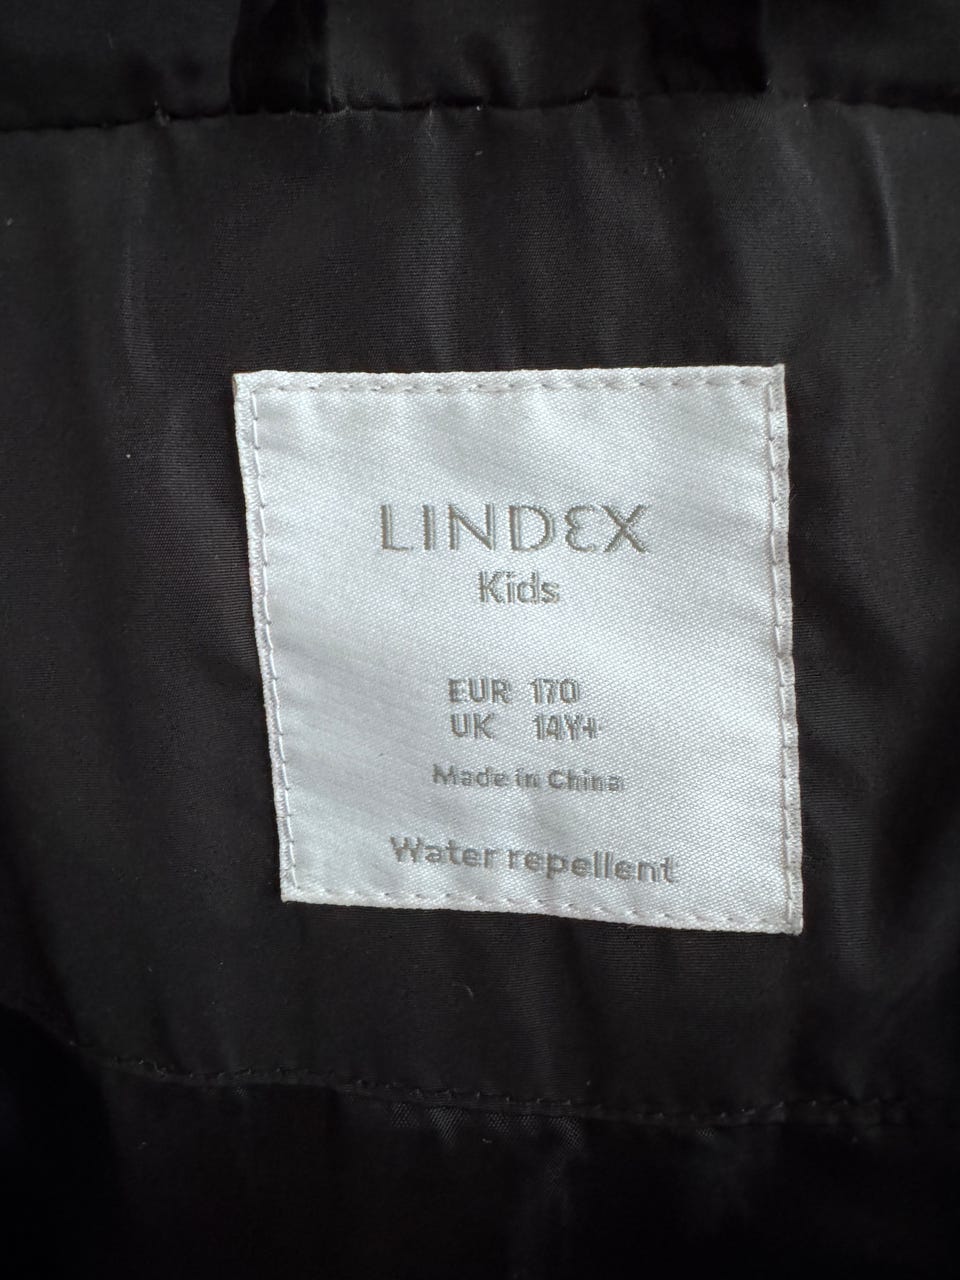 LINDEX
Kids
EUR 170
UK 14Y+
Made in China
Water repellent